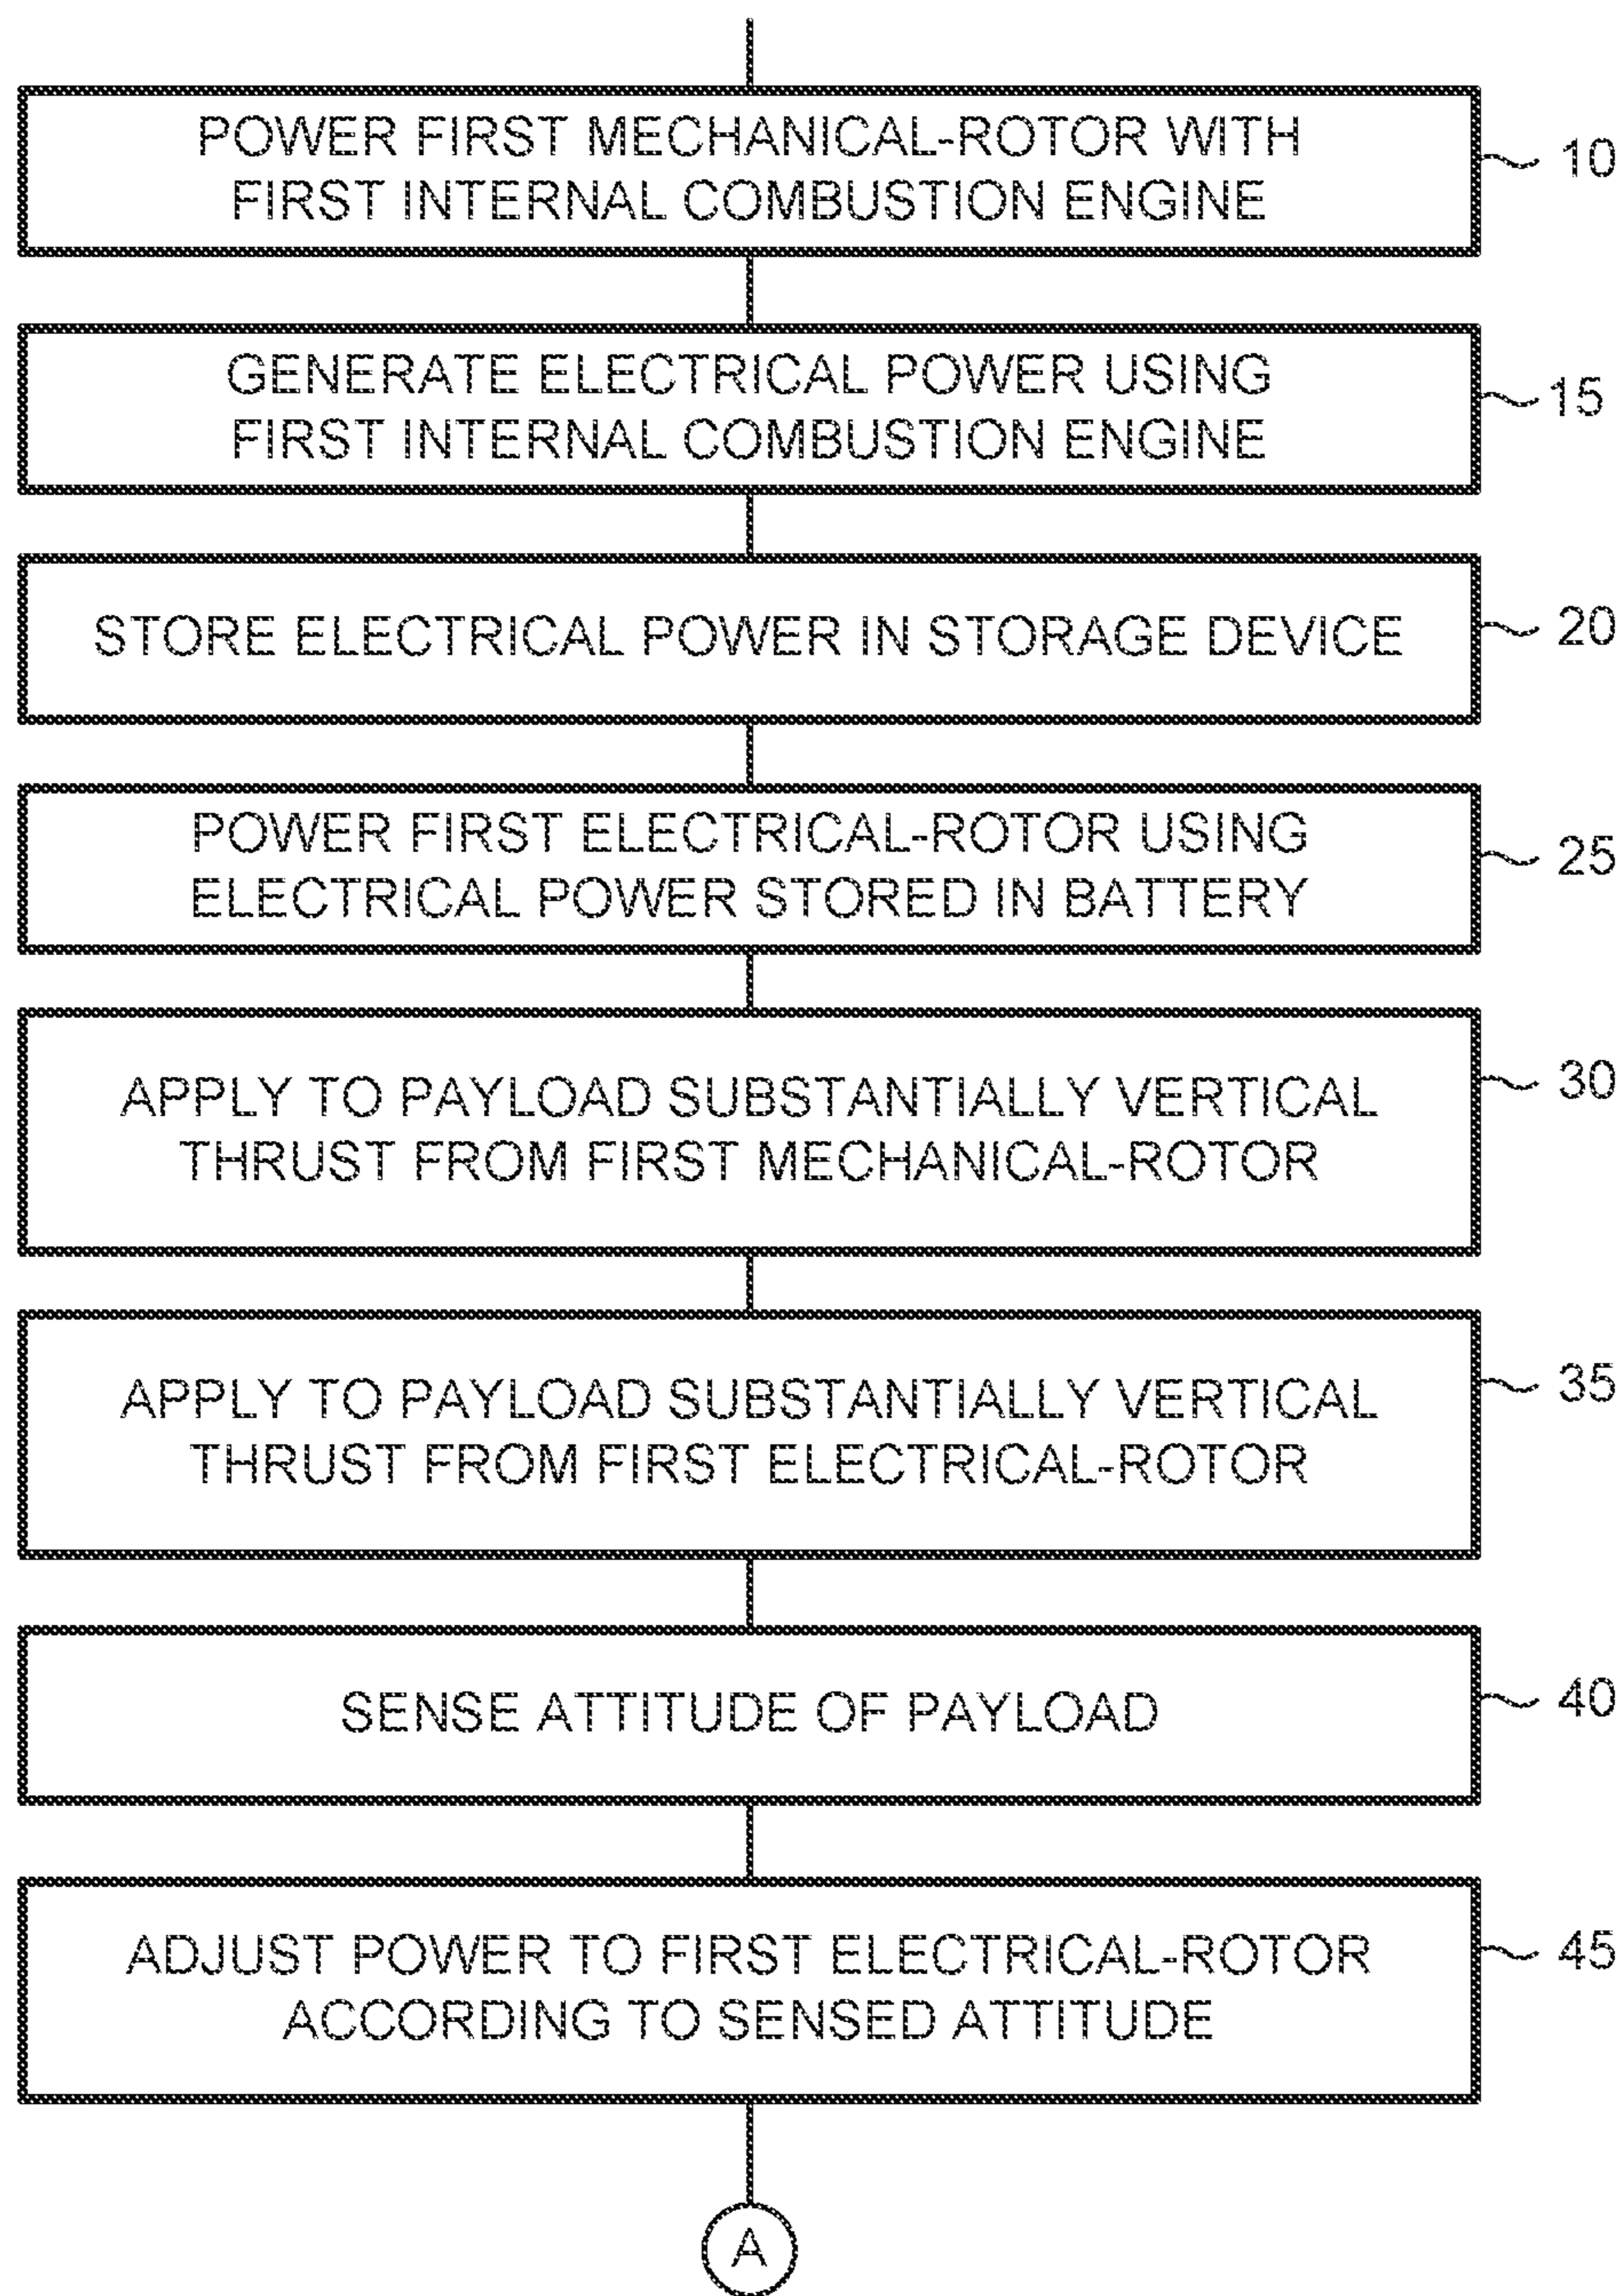 POWER FIRST MECHANICAL-ROTOR WITH
FIRST INTERNAL COMBUSTION ENGINE
10
GENERATE ELECTRICAL POWER USING
FIRST INTERNAL COMBUSTION ENGINE
15
STORE ELECTRICAL POWER IN STORAGE DEVICE
20
POWER FIRST ELECTRICAL-ROTOR USING
ELECTRICAL POWER STORED IN BATTERY
25
APPLY TO PAYLOAD SUBSTANTIALLY VERTICAL
THRUST FROM FIRST MECHANICAL-ROTOR
30
APPLY TO PAYLOAD SUBSTANTIALLY VERTICAL
THRUST FROM FIRST ELECTRICAL-ROTOR
35
SENSE ATTITUDE OF PAYLOAD
40
ADJUST POWER TO FIRST ELECTRICAL-ROTOR
ACCORDING TO SENSED ATTITUDE
45
A